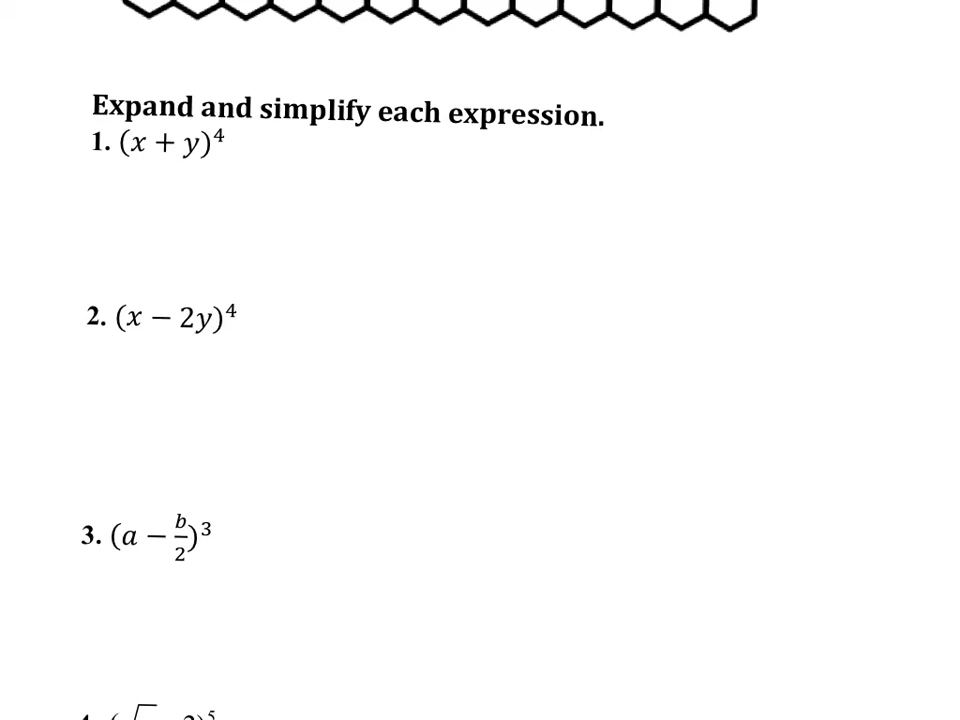 Expand and simplify each expression.
1. (x + y)⁴
2. (x − 2y)⁴
3. (a − b/2)³